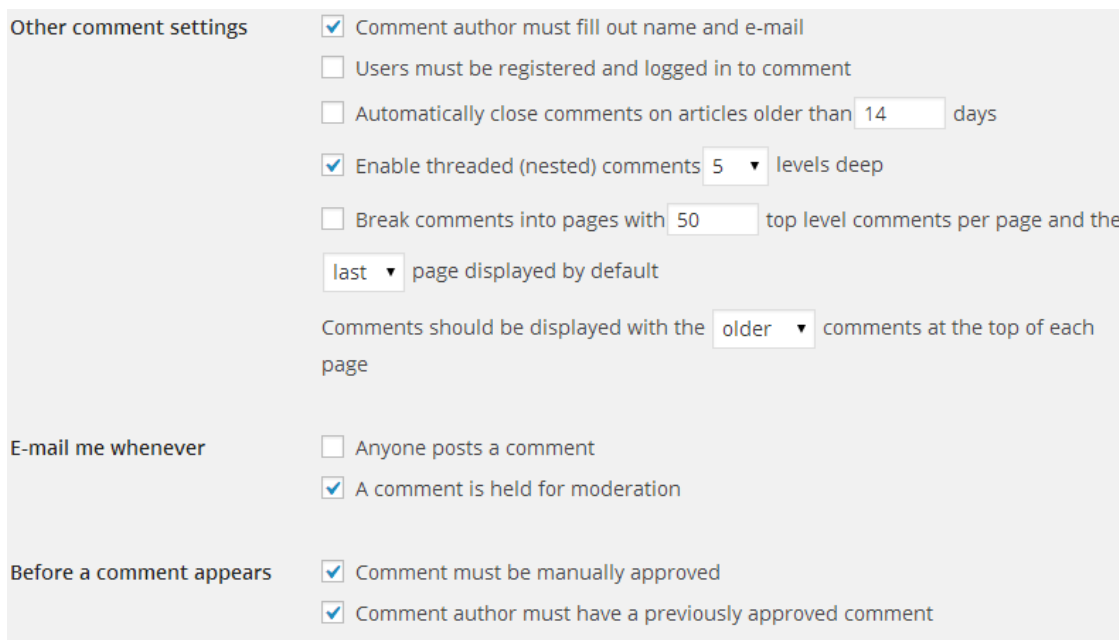 Other comment settings Comment author must fill out name and e-mail
Users must be registered and logged in to comment
Automatically close comments on articles older than 14 days
Enable threaded (nested) comments 5 levels deep
Break comments into pages with 50 top level comments per page and the
last page displayed by default
Comments should be displayed with the older comments at the top of each
page
E-mail me whenever Anyone posts a comment
A comment is held for moderation
Before a comment appears Comment must be manually approved
Comment author must have a previously approved comment